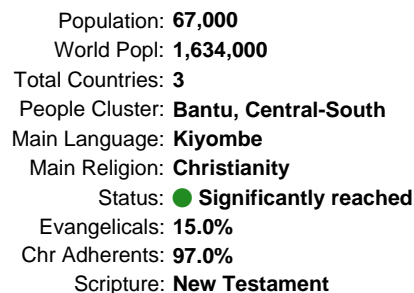 Population: 67,000
World Popl: 1,634,000
Total Countries: 3
People Cluster: Bantu, Central-South
Main Language: Kiyombe
Main Religion: Christianity
Status: Significantly reached
Evangelicals: 15.0%
Chr Adherents: 97.0%
Scripture: New Testament